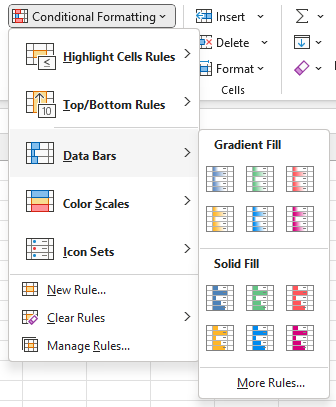 Conditional Formatting
Insert
Delete
Format
Cells
Highlight Cells Rules
Top/Bottom Rules
10
Data Bars
Color Scales
Icon Sets
New Rule...
Clear Rules
Manage Rules...
Gradient Fill
Solid Fill
More Rules...